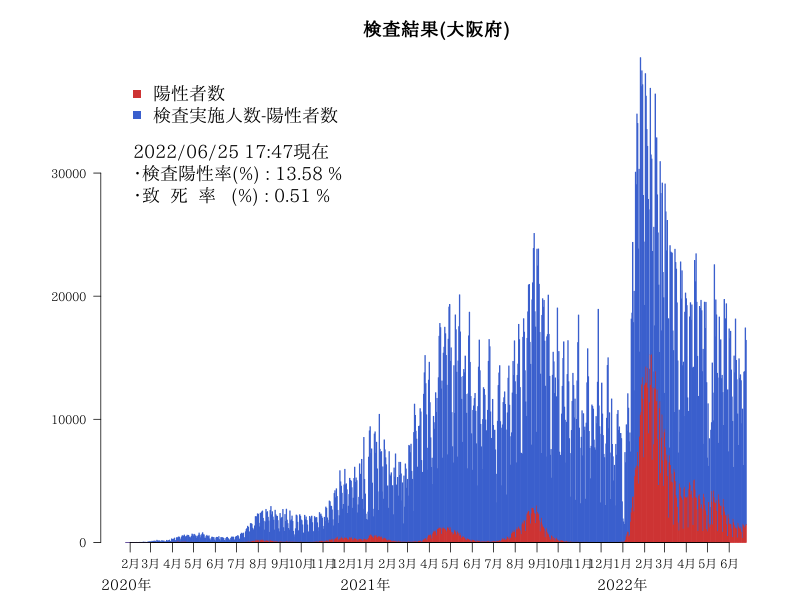 検査結果(大阪府)
陽性者数
検査実施人数-陽性者数
2022/06/25 17:47現在
・検査陽性率(%) : 13.58 %
・致 死 率 (%) : 0.51 %
30000
20000
10000
0
2月 3月 4月 5月 6月 7月 8月 9月 10月 11月 12月 1月 2月 3月 4月 5月 6月 7月 8月 9月 10月 11月 12月 1月 2月 3月 4月 5月 6月
2020年 2021年 2022年